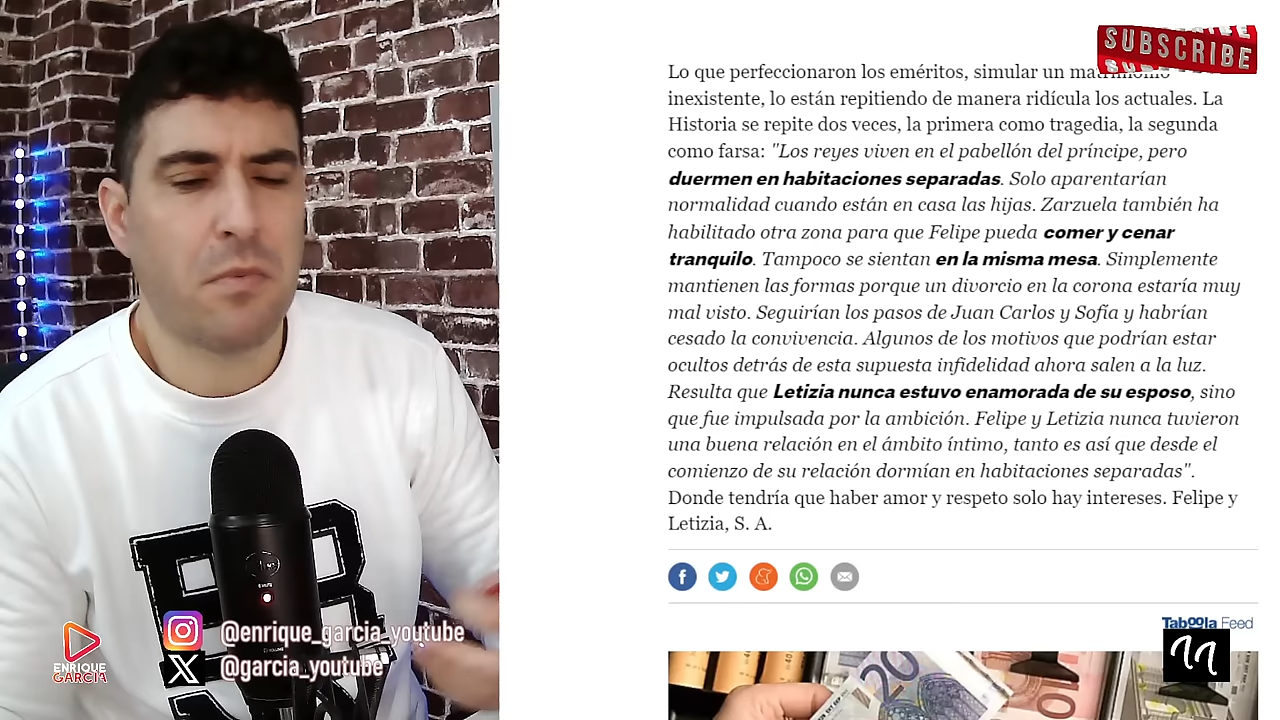 SUBSCRIBE
Lo que perfeccionaron los eméritos, simular un matrimonio
inexistente, lo están repitiendo de manera ridícula los actuales. La
Historia se repite dos veces, la primera como tragedia, la segunda
como farsa: "Los reyes viven en el pabellón del príncipe, pero
duermen en habitaciones separadas. Solo aparentarían
normalidad cuando están en casa las hijas. Zarzuela también ha
habilitado otra zona para que Felipe pueda comer y cenar
tranquilo. Tampoco se sientan en la misma mesa. Simplemente
mantienen las formas porque un divorcio en la corona estaría muy
mal visto. Seguirían los pasos de Juan Carlos y Sofía y habrían
cesado la convivencia. Algunos de los motivos que podrían estar
ocultos detrás de esta supuesta infidelidad ahora salen a la luz.
Resulta que Letizia nunca estuvo enamorada de su esposo, sino
que fue impulsada por la ambición. Felipe y Letizia nunca tuvieron
una buena relación en el ámbito íntimo, tanto es así que desde el
comienzo de su relación dormían en habitaciones separadas".
Donde tendría que haber amor y respeto solo hay intereses. Felipe y
Letizia, S. A.
Taboola Feed
20
10
@enrique_garcia_youtube
@garcia_youtube
ENRIQUE
GARCIA